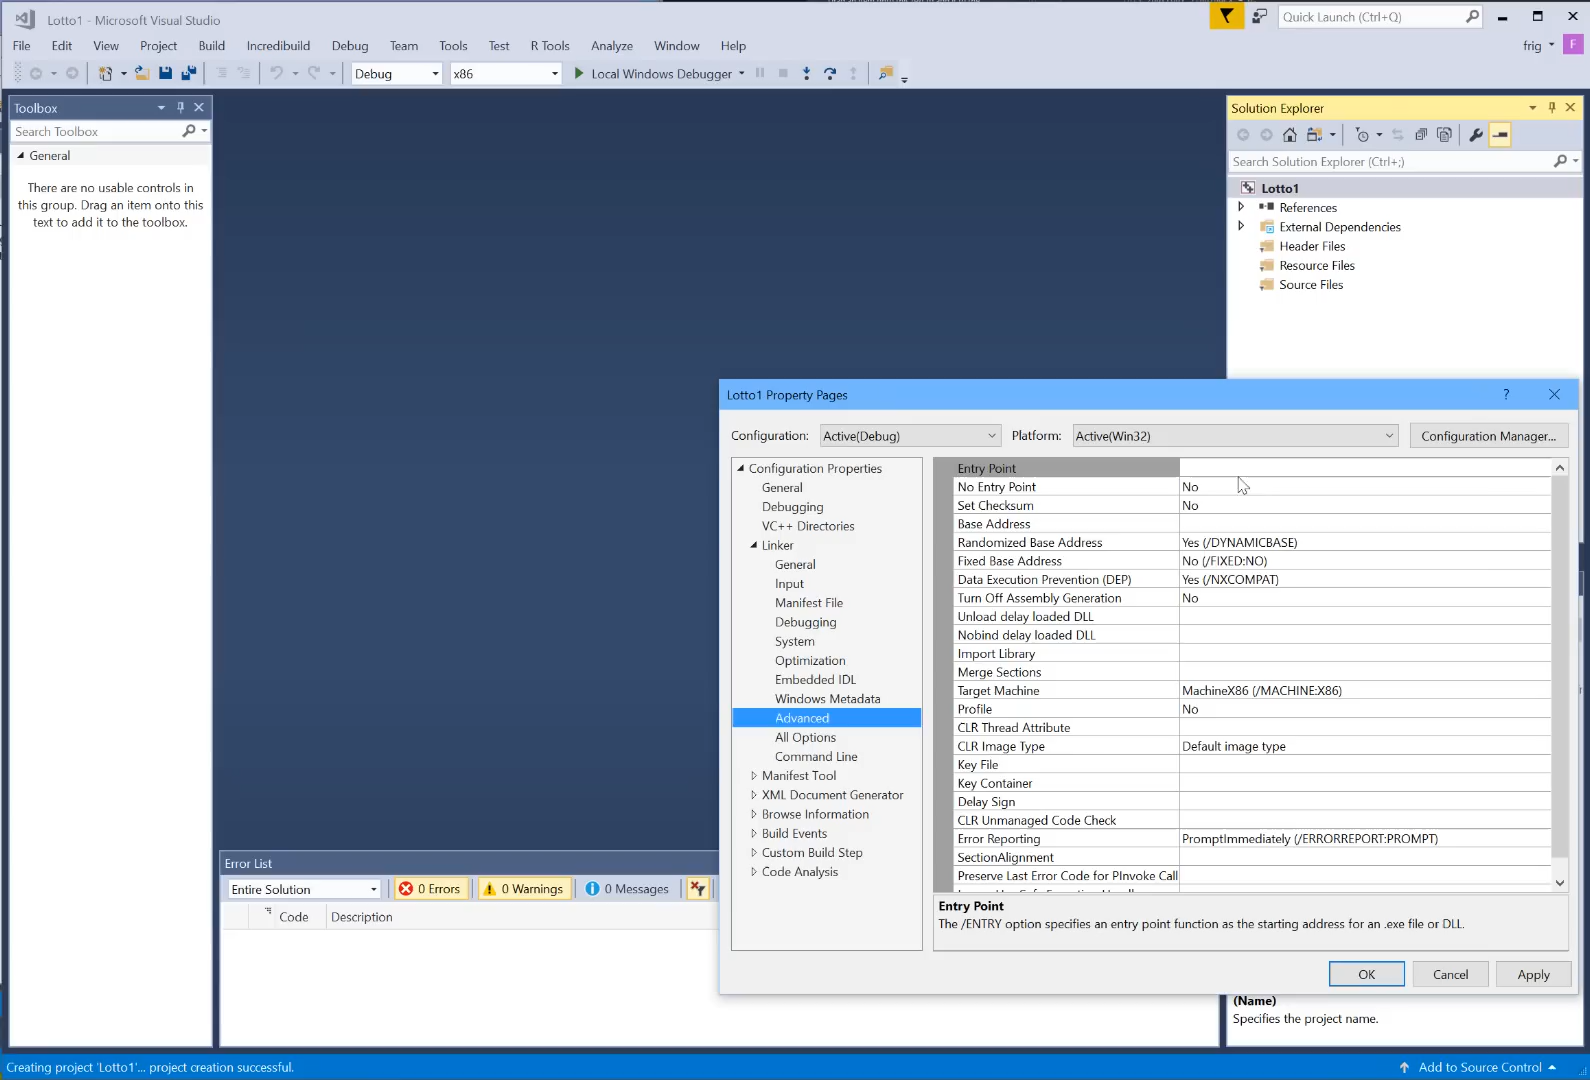 Lotto1 - Microsoft Visual Studio
Quick Launch (Ctrl+Q)
File Edit View Project Build Incredibuild Debug Team Tools Test R Tools Analyze Window Help
frig F
Debug x86 Local Windows Debugger
Toolbox
Search Toolbox
General
There are no usable controls in
this group. Drag an item onto this
text to add it to the toolbox.
Solution Explorer
Search Solution Explorer (Ctrl+;)
Lotto1
References
External Dependencies
Header Files
Resource Files
Source Files
Lotto1 Property Pages
Configuration: Active(Debug) Platform: Active(Win32) Configuration Manager...
Configuration Properties
General
Debugging
VC++ Directories
Linker
General
Input
Manifest File
Debugging
System
Optimization
Embedded IDL
Windows Metadata
Advanced
All Options
Command Line
Manifest Tool
XML Document Generator
Browse Information
Build Events
Custom Build Step
Code Analysis
Entry Point
No Entry Point No
Set Checksum No
Base Address
Randomized Base Address Yes (/DYNAMICBASE)
Fixed Base Address No (/FIXED:NO)
Data Execution Prevention (DEP) Yes (/NXCOMPAT)
Turn Off Assembly Generation No
Unload delay loaded DLL
Nobind delay loaded DLL
Import Library
Merge Sections
Target Machine MachineX86 (/MACHINE:X86)
Profile No
CLR Thread Attribute
CLR Image Type Default image type
Key File
Key Container
Delay Sign
CLR Unmanaged Code Check
Error Reporting PromptImmediately (/ERRORREPORT:PROMPT)
SectionAlignment
Preserve Last Error Code for PInvoke Call
Entry Point
The /ENTRY option specifies an entry point function as the starting address for an .exe file or DLL.
OK Cancel Apply
Error List
Entire Solution 0 Errors 0 Warnings 0 Messages
Code Description
(Name)
Specifies the project name.
Creating project 'Lotto1'... project creation successful.
Add to Source Control